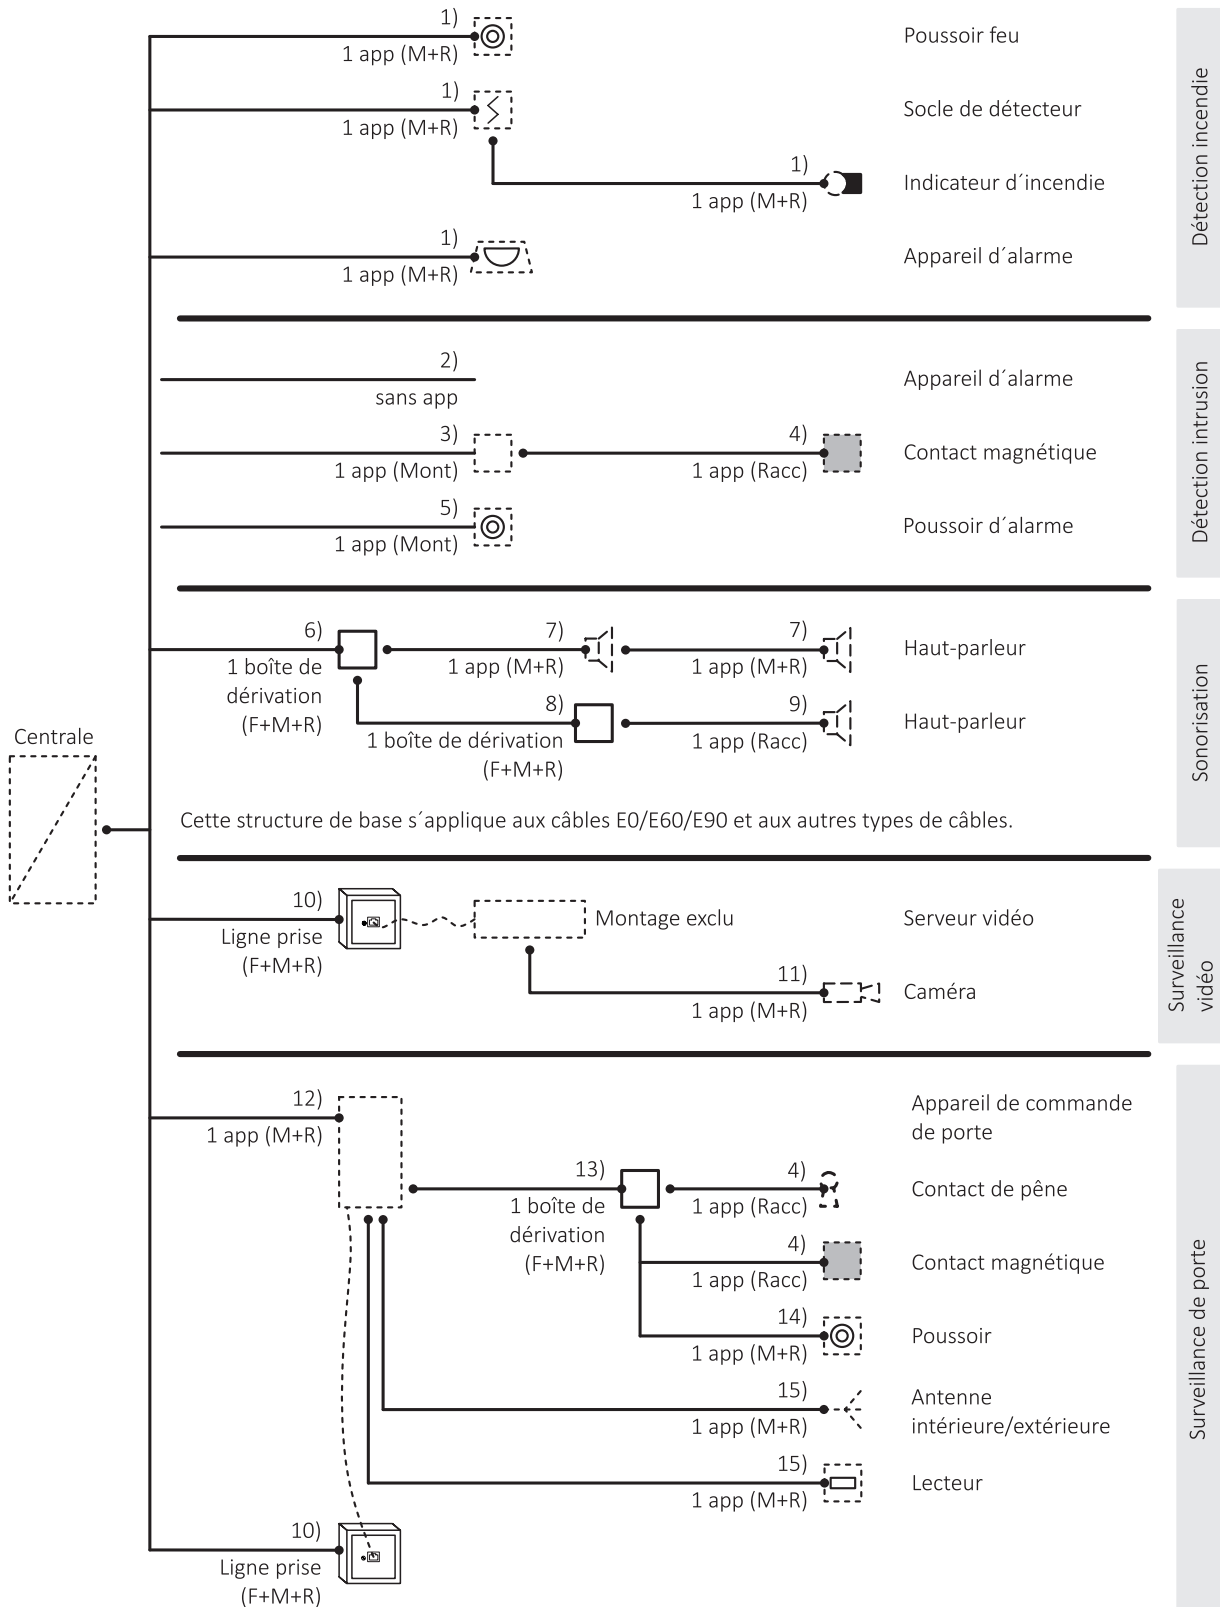 1)
1 app (M+R)
Poussoir feu
1)
1 app (M+R)
Socle de détecteur
1)
1 app (M+R)
Indicateur d´incendie
1)
1 app (M+R)
Appareil d´alarme
Détection incendie
2)
sans app
Appareil d´alarme
3)
1 app (Mont)
4)
1 app (Racc)
Contact magnétique
5)
1 app (Mont)
Poussoir d´alarme
Détection intrusion
6)
1 boîte de
dérivation
(F+M+R)
7)
1 app (M+R)
7)
1 app (M+R)
Haut-parleur
8)
1 boîte de dérivation
(F+M+R)
9)
1 app (Racc)
Haut-parleur
Sonorisation
Centrale
Cette structure de base s´applique aux câbles E0/E60/E90 et aux autres types de câbles.
10)
Ligne prise
(F+M+R)
Montage exclu
Serveur vidéo
11)
1 app (M+R)
Caméra
Surveillance
vidéo
12)
1 app (M+R)
Appareil de commande
de porte
13)
1 boîte de
dérivation
(F+M+R)
4)
1 app (Racc)
Contact de pêne
4)
1 app (Racc)
Contact magnétique
14)
1 app (M+R)
Poussoir
15)
1 app (M+R)
Antenne
intérieure/extérieure
15)
1 app (M+R)
Lecteur
10)
Ligne prise
(F+M+R)
Surveillance de porte